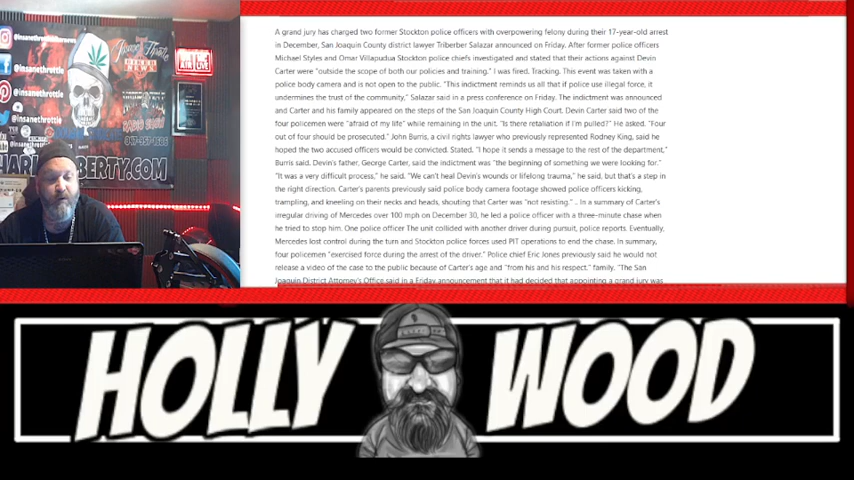 @insanethrottle
@insanethrottle
@insanethrottle
Insane Throttle
BIKER NEWS
ON AIR
LIVE
RADIO SHOW
A grand jury has charged two former Stockton police officers with overpowering felony during their 17-year-old arrest
in December, San Joaquin County district lawyer Triberber Salazar announced on Friday. After former police officers
Michael Styles and Omar Villapudua Stockton police chiefs investigated and stated that their actions against Devin
Carter were "outside the scope of both our policies and training." I was fired. Tracking. This event was taken with a
police body camera and is not open to the public. "This indictment reminds us all that if police use illegal force, it
undermines the trust of the community," Salazar said in a press conference on Friday. The indictment was announced
and Carter and his family appeared on the steps of the San Joaquin County High Court. Devin Carter said two of the
four policemen were "afraid of my life" while remaining in the unit. "Is there retaliation if I'm pulled?" He asked. "Four
out of four should be prosecuted." John Burris, a civil rights lawyer who previously represented Rodney King, said he
hoped the two accused officers would be convicted. Stated. "I hope it sends a message to the rest of the department,"
Burris said. Devin's father, George Carter, said the indictment was "the beginning of something we were looking for."
"It was a very difficult process," he said. "We can't heal Devin's wounds or lifelong trauma," he said, but that's a step in
the right direction. Carter's parents previously said police body camera footage showed police officers kicking,
trampling, and kneeling on their necks and heads, shouting that Carter was "not resisting." .. In a summary of Carter's
irregular driving of Mercedes over 100 mph on December 30, he led a police officer with a three-minute chase when
he tried to stop him. One police officer The unit collided with another driver during pursuit, police reports. Eventually,
Mercedes lost control during the turn and Stockton police forces used PIT operations to end the chase. In summary,
four policemen "exercised force during the arrest of the driver." Police chief Eric Jones previously said he would not
release a video of the case to the public because of Carter's age and "from his and his respect." family. "The San
Joaquin District Attorney's Office said in a Friday announcement that it had decided that appointing a grand jury was
HOLLY WOOD